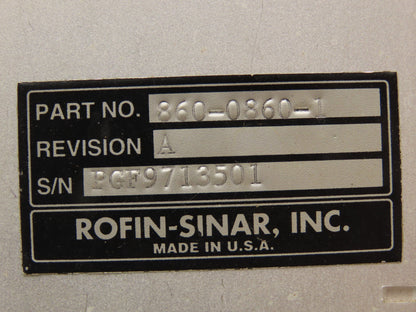 PART NO. 860-0860-1
REVISION A
S/N PGF9713501
ROFIN-SINAR, INC.
MADE IN U.S.A.